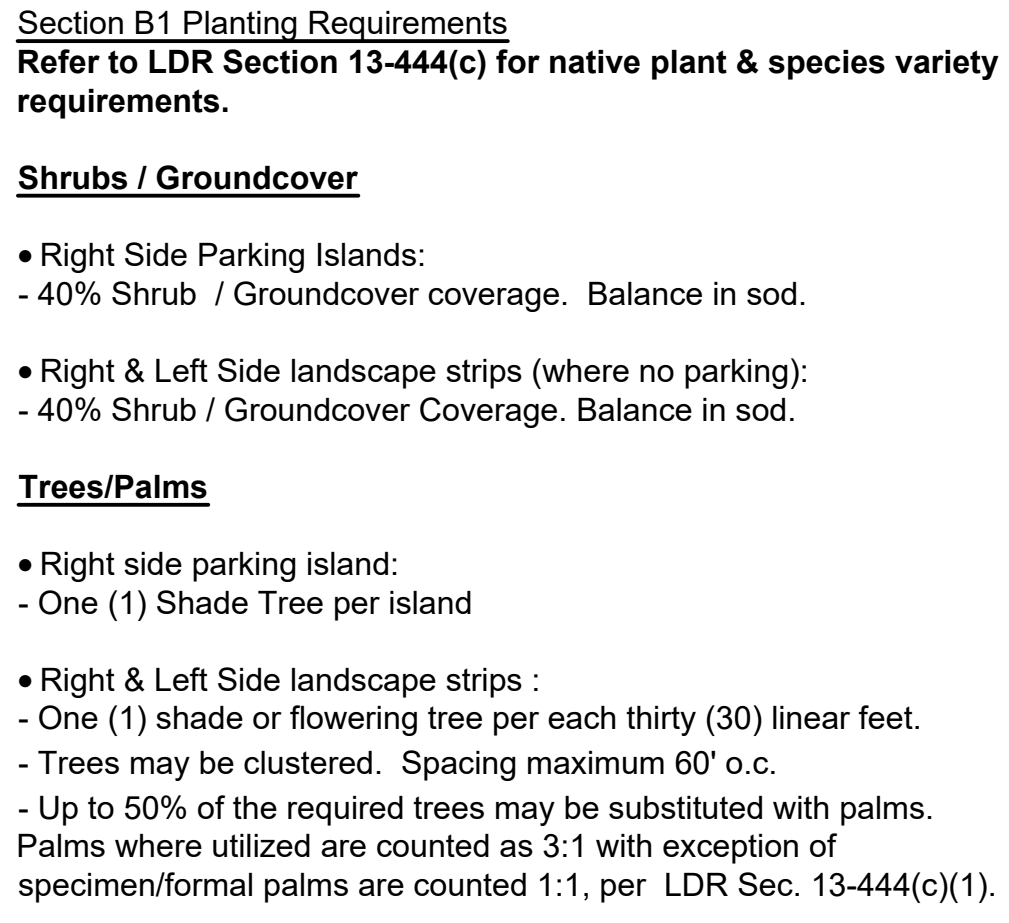 Section B1 Planting Requirements
Refer to LDR Section 13-444(c) for native plant & species variety
requirements.
Shrubs / Groundcover
• Right Side Parking Islands:
- 40% Shrub / Groundcover coverage. Balance in sod.
• Right & Left Side landscape strips (where no parking):
- 40% Shrub / Groundcover Coverage. Balance in sod.
Trees/Palms
• Right side parking island:
- One (1) Shade Tree per island
• Right & Left Side landscape strips :
- One (1) shade or flowering tree per each thirty (30) linear feet.
- Trees may be clustered. Spacing maximum 60' o.c.
- Up to 50% of the required trees may be substituted with palms.
Palms where utilized are counted as 3:1 with exception of
specimen/formal palms are counted 1:1, per LDR Sec. 13-444(c)(1).